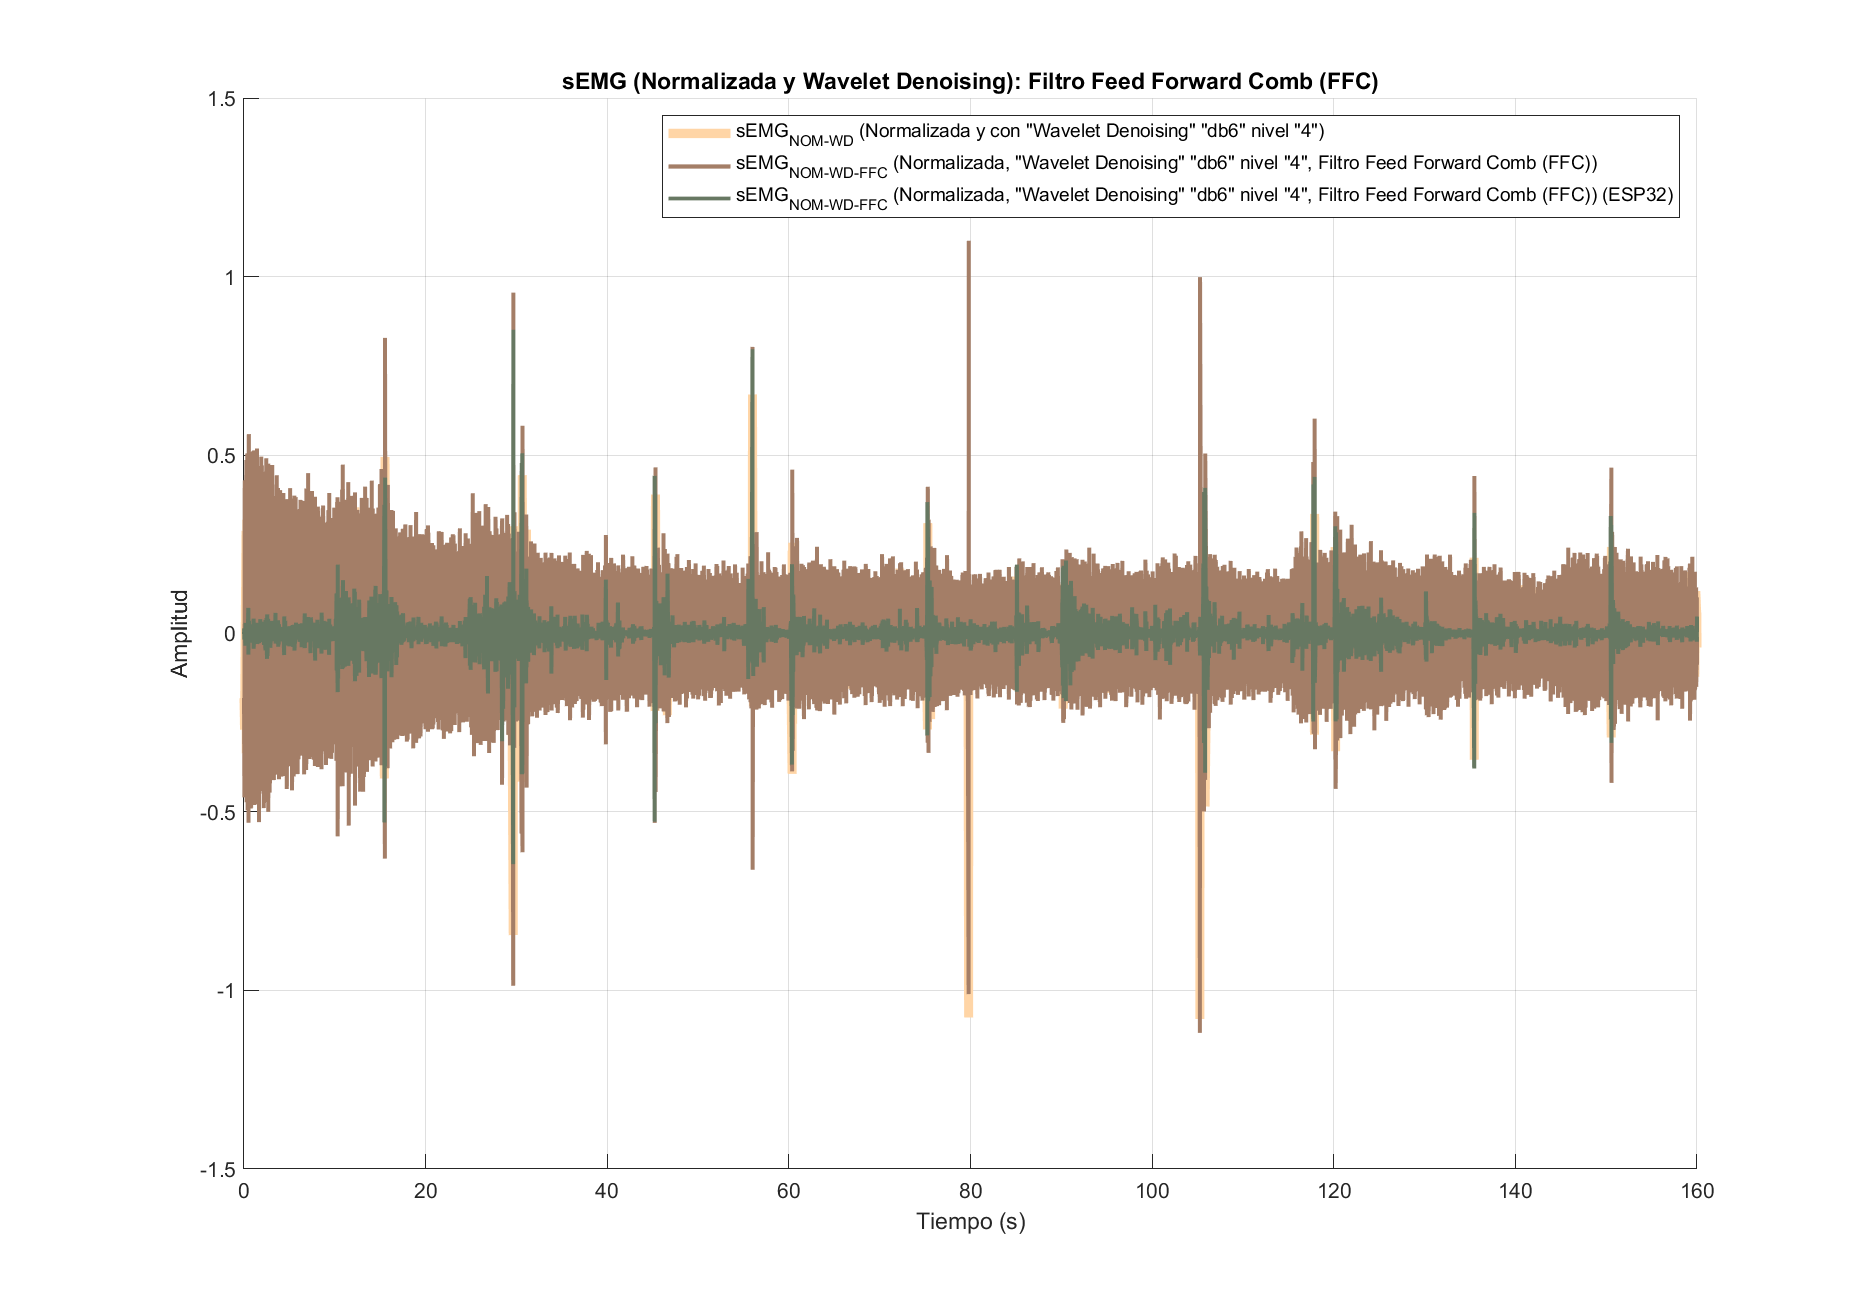 sEMG (Normalizada y Wavelet Denoising): Filtro Feed Forward Comb (FFC)
sEMG_NOM-WD (Normalizada y con "Wavelet Denoising" "db6" nivel "4")
sEMG_NOM-WD-FFC (Normalizada, "Wavelet Denoising" "db6" nivel "4", Filtro Feed Forward Comb (FFC))
sEMG_NOM-WD-FFC (Normalizada, "Wavelet Denoising" "db6" nivel "4", Filtro Feed Forward Comb (FFC)) (ESP32)
1.5
1
0.5
0
-0.5
-1
-1.5
Amplitud
0 20 40 60 80 100 120 140 160
Tiempo (s)